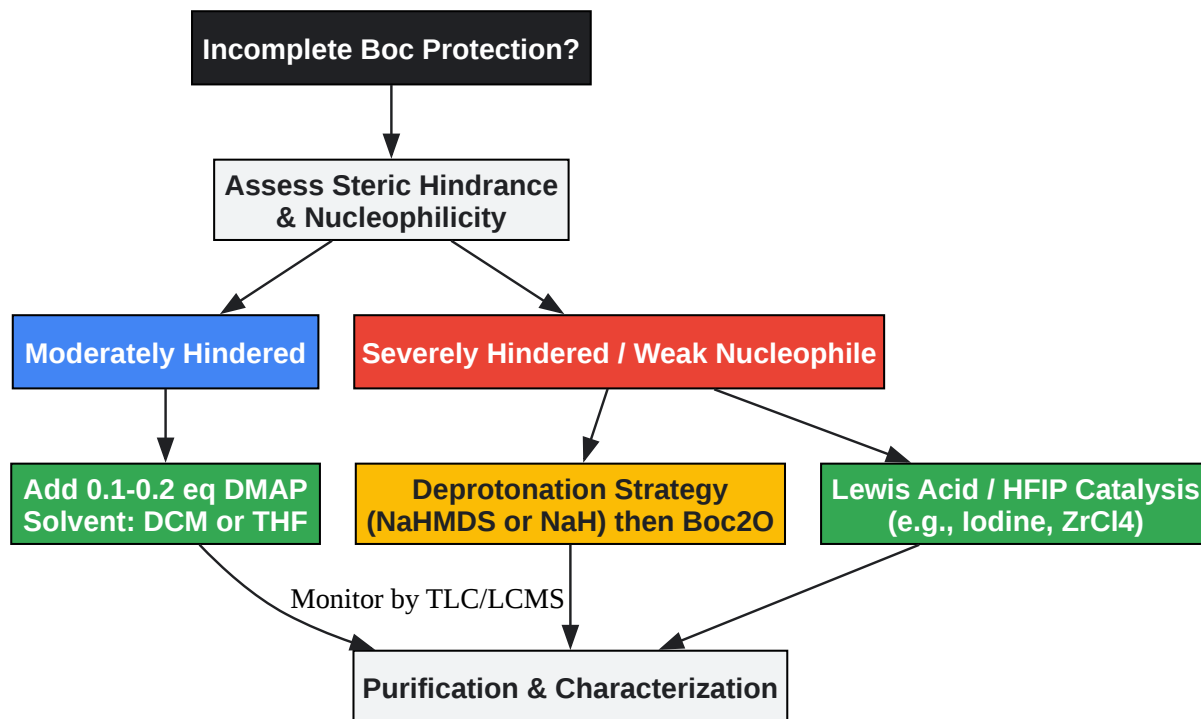 Incomplete Boc Protection?
Assess Steric Hindrance
& Nucleophilicity
Moderately Hindered
Severely Hindered / Weak Nucleophile
Add 0.1-0.2 eq DMAP
Solvent: DCM or THF
Deprotonation Strategy
(NaHMDS or NaH) then Boc2O
Lewis Acid / HFIP Catalysis
(e.g., Iodine, ZrCl4)
Monitor by TLC/LCMS
Purification & Characterization